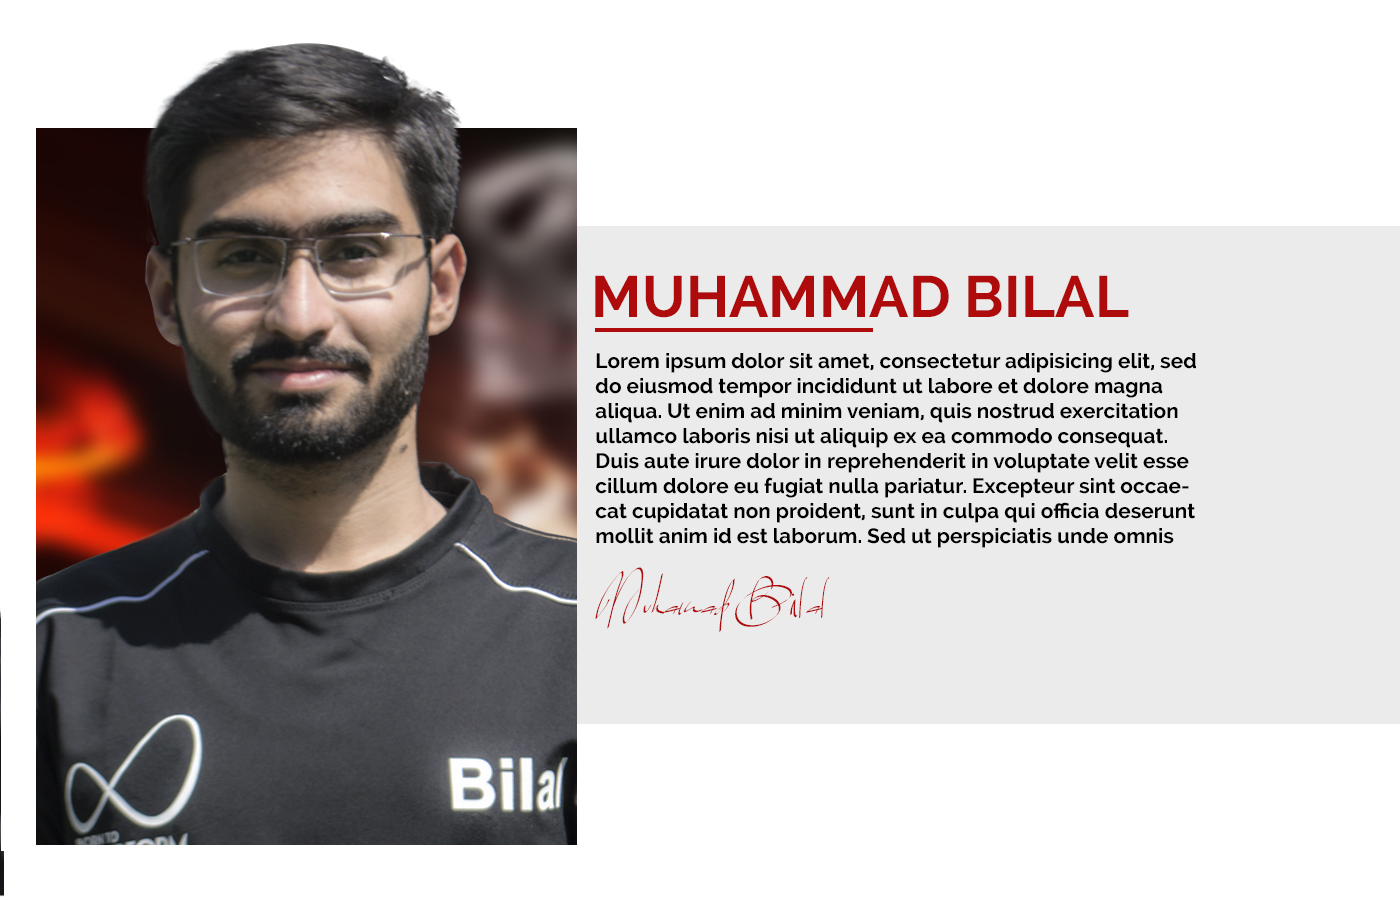 MUHAMMAD BILAL
Lorem ipsum dolor sit amet, consectetur adipisicing elit, sed
do eiusmod tempor incididunt ut labore et dolore magna
aliqua. Ut enim ad minim veniam, quis nostrud exercitation
ullamco laboris nisi ut aliquip ex ea commodo consequat.
Duis aute irure dolor in reprehenderit in voluptate velit esse
cillum dolore eu fugiat nulla pariatur. Excepteur sint occae-
cat cupidatat non proident, sunt in culpa qui officia deserunt
mollit anim id est laborum. Sed ut perspiciatis unde omnis
Muhammad Bilal
Bilal
BORN TO